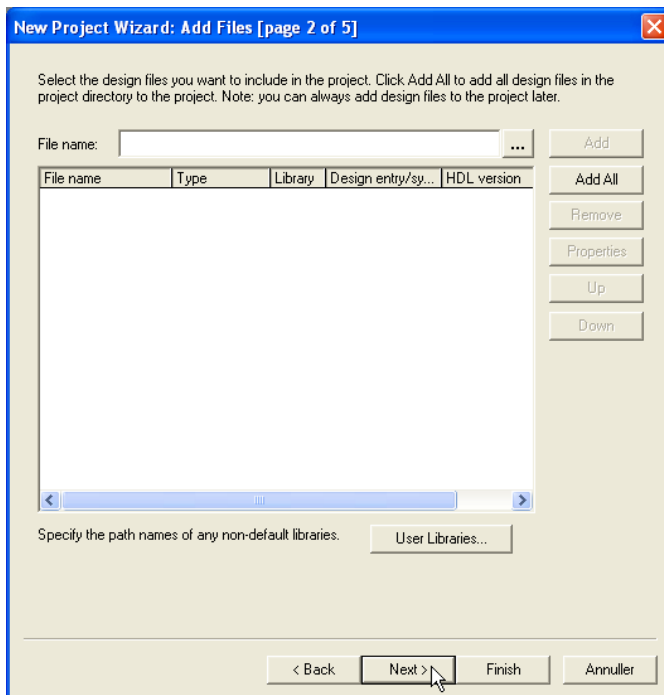 New Project Wizard: Add Files [page 2 of 5]
Select the design files you want to include in the project. Click Add All to add all design files in the
project directory to the project. Note: you can always add design files to the project later.
File name: ... Add
File name Type Library Design entry/sy... HDL version Add All
Remove
Properties
Up
Down
Specify the path names of any non-default libraries. User Libraries...
< Back Next > Finish Annuller